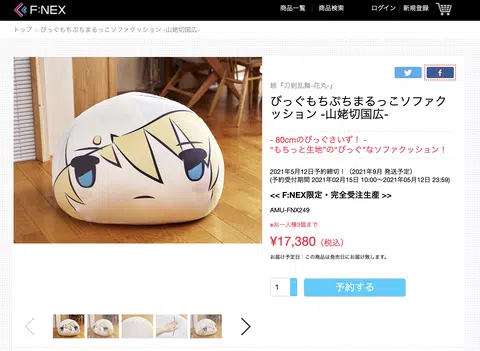 F:NEX
商品一覧
商品検索
ログイン
新規登録
トップ > びっぐもちぷちまるっこソファクッション -山姥切国広-
続『刀剣乱舞-花丸-』
びっぐもちぷちまるっこソファク
ッション -山姥切国広-
- 80cmのびっぐさいず！ -
"もちっと生地"の"びっぐ"なソファクッション！
2021年5月12日予約締切！（2021年9月 発送予定）
(予約受付期間 2021年02月15日 10:00〜2021年05月12日 23:59)
<< F:NEX限定・完全受注生産 >>
AMU-FNX249
※お一人様3個まで
¥17,380（税込）
お届け予定日：この商品は発売日にお届け致します。
1
予約する